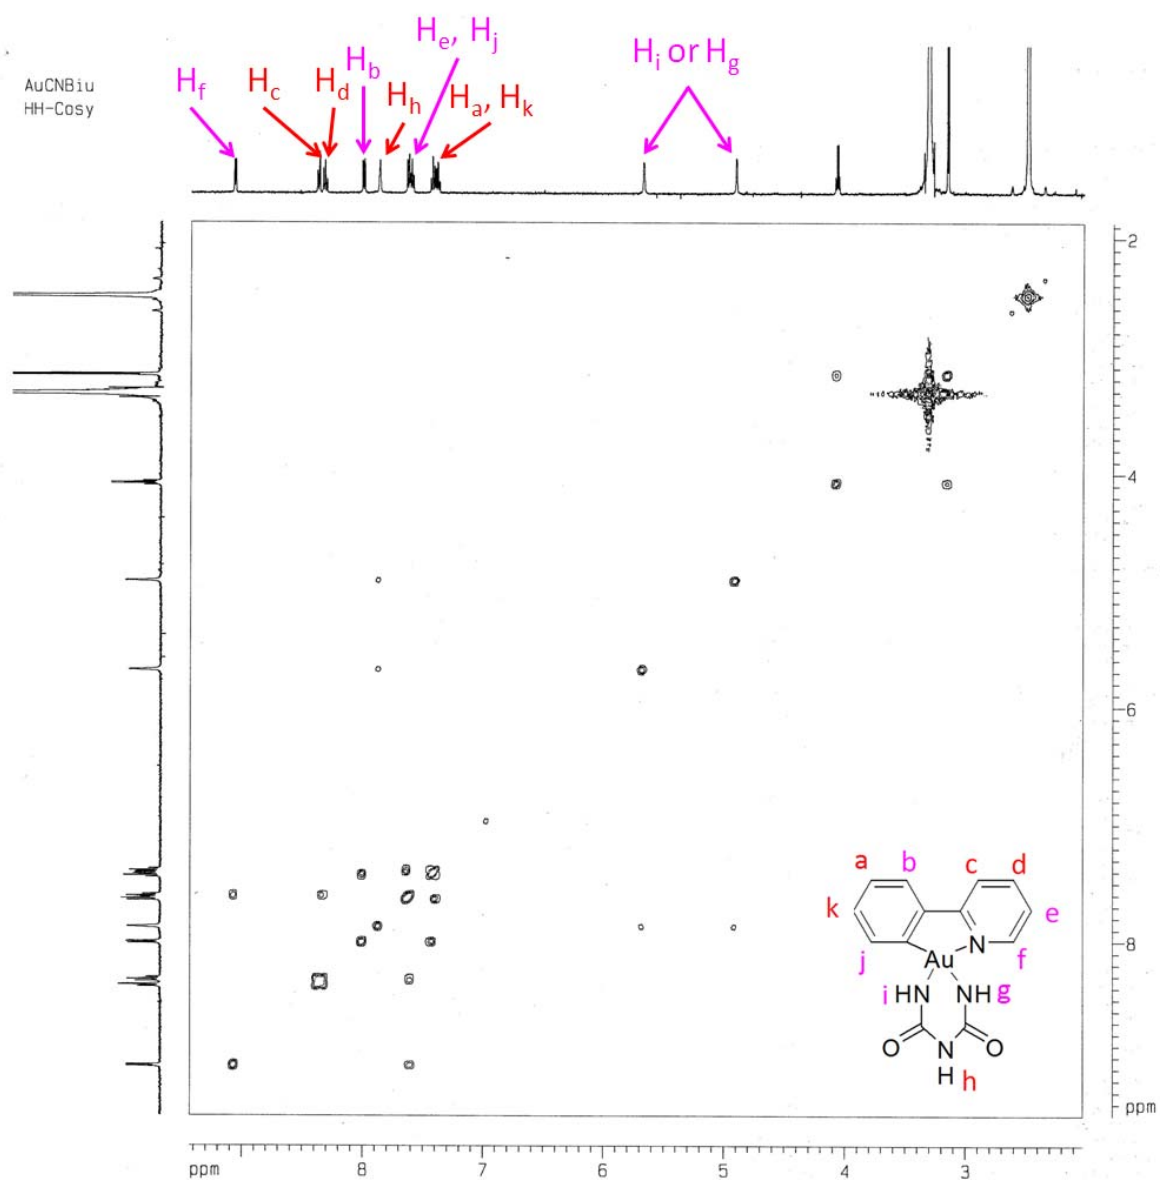 AuCNBiu
HH-Cosy
Hf
Hc
Hd
Hb
Hh
He, Hj
Ha, Hk
Hi or Hg
2
4
6
8
ppm
a
b
c
d
k
e
j
Au
N
f
i HN
NH g
O
N
O
H h
ppm
8
7
6
5
4
3